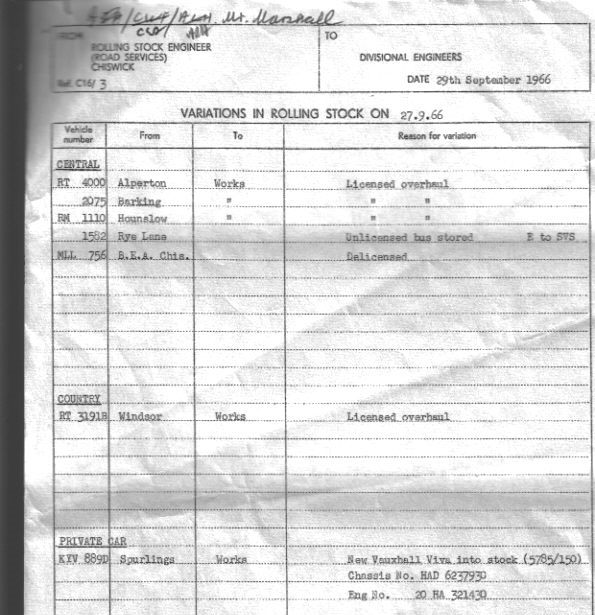 Mr. Marshall
FROM TO
ROLLING STOCK ENGINEER
(ROAD SERVICES)
CHISWICK
DIVISIONAL ENGINEERS
Ref. C16/ 3
DATE 29th September 1966
VARIATIONS IN ROLLING STOCK ON 27.9.66
Vehicle number From To Reason for variation
CENTRAL
RT 4000 Alperton Works Licensed overhaul
2075 Barking " " "
RM 1110 Hounslow " " "
1582 Rye Lane Unlicensed bus stored E to SVS
MLL 756 B.E.A. Chis. Delicensed
COUNTRY
RT 3191B Windsor Works Licensed overhaul
PRIVATE CAR
KYV 889D Spurlings Works New Vauxhall Viva into stock (5785/150)
Chassis No. HAD 6237930
Eng No. 20 HA 321430